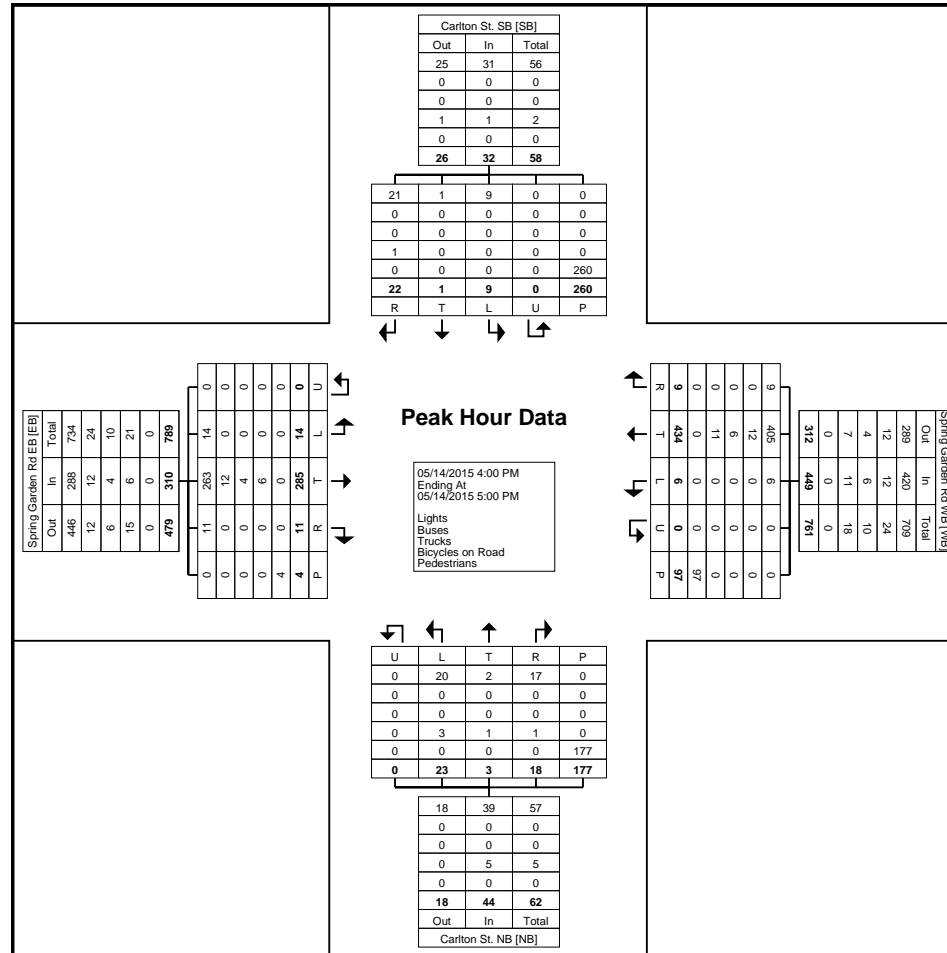 Carlton St. SB [SB]
Out In Total
25 31 56
0 0 0
0 0 0
1 1 2
0 0 0
26 32 58
21 1 9 0 0
0 0 0 0 0
0 0 0 0 0
1 0 0 0 0
0 0 0 0 260
22 1 9 0 260
R T L U P
Spring Garden Rd EB [EB]
Total In Out
734 288 446
24 12 12
10 4 6
21 6 15
0 0 0
789 310 479
0 14 263 11 0
0 0 12 0 0
0 0 4 0 0
0 0 6 0 0
0 0 0 0 4
0 14 285 11 4
U L T R P
Peak Hour Data
05/14/2015 4:00 PM
Ending At
05/14/2015 5:00 PM
Lights
Buses
Trucks
Bicycles on Road
Pedestrians
R T L U P
9 434 6 0 97
0 0 0 0 97
0 11 0 0 0
0 6 0 0 0
0 12 0 0 0
9 405 6 0 0
312 449 761
0 0 0
7 11 18
4 6 10
12 12 24
289 420 709
Out In Total
Spring Garden Rd WB [WB]
U L T R P
0 20 2 17 0
0 0 0 0 0
0 0 0 0 0
0 3 1 1 0
0 0 0 0 177
0 23 3 18 177
18 39 57
0 0 0
0 0 0
0 5 5
0 0 0
18 44 62
Out In Total
Carlton St. NB [NB]